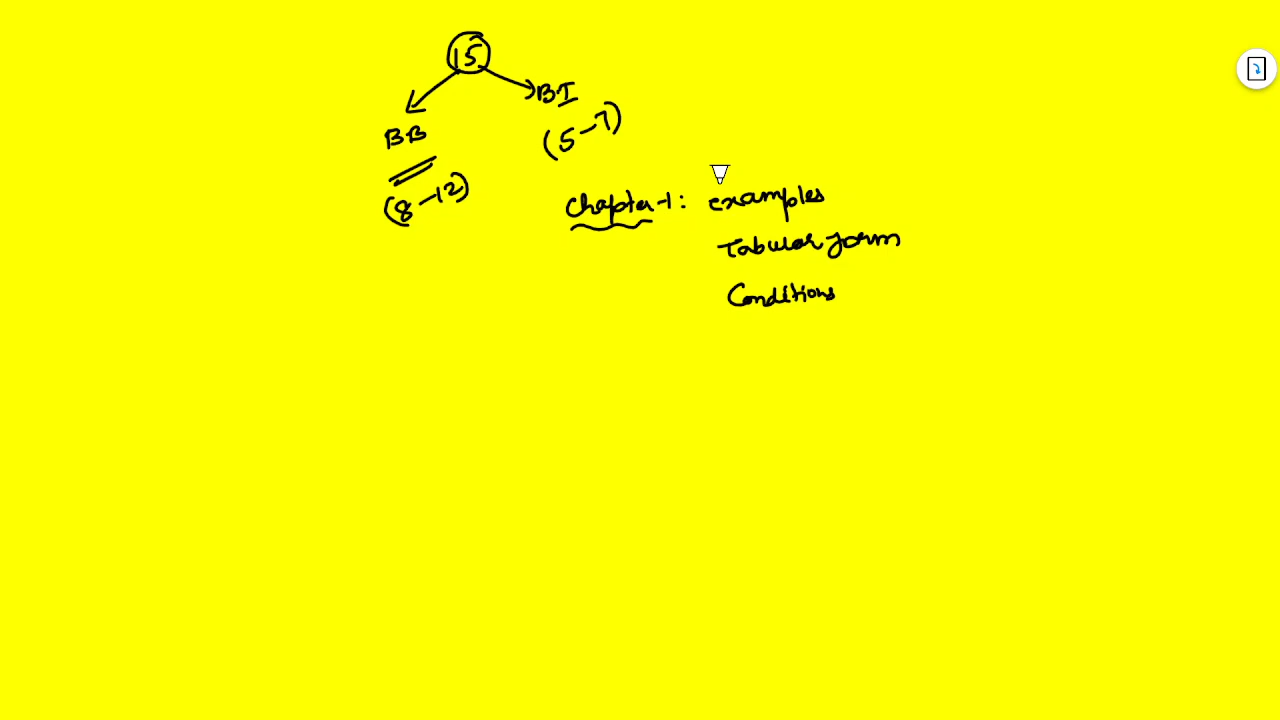 15
BB
BI
(8-12)
(5-7)
Chapter-1: examples
Tabular form
Conditions